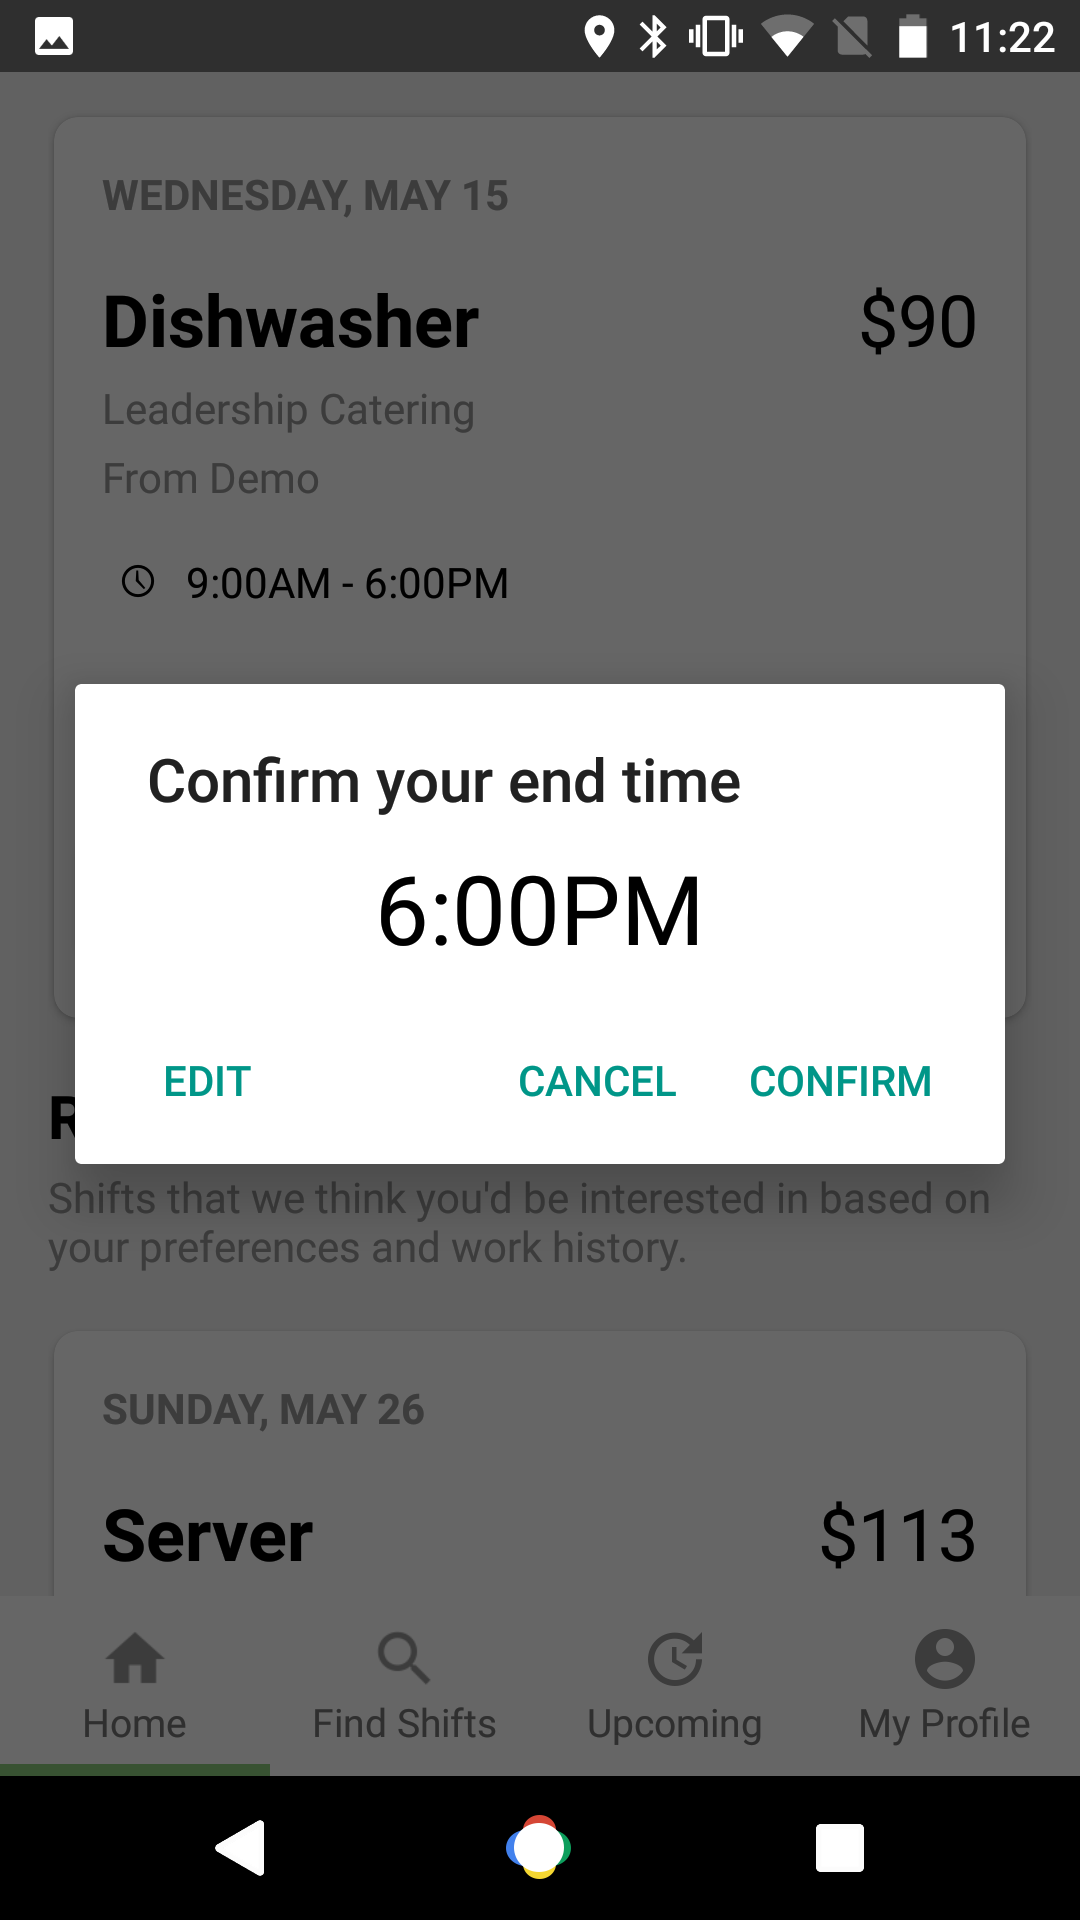 11:22
WEDNESDAY, MAY 15
Dishwasher
$90
Leadership Catering
From Demo
9:00AM - 6:00PM
Confirm your end time
6:00PM
EDIT
CANCEL
CONFIRM
Shifts that we think you'd be interested in based on
your preferences and work history.
SUNDAY, MAY 26
Server
$113
Home
Find Shifts
Upcoming
My Profile